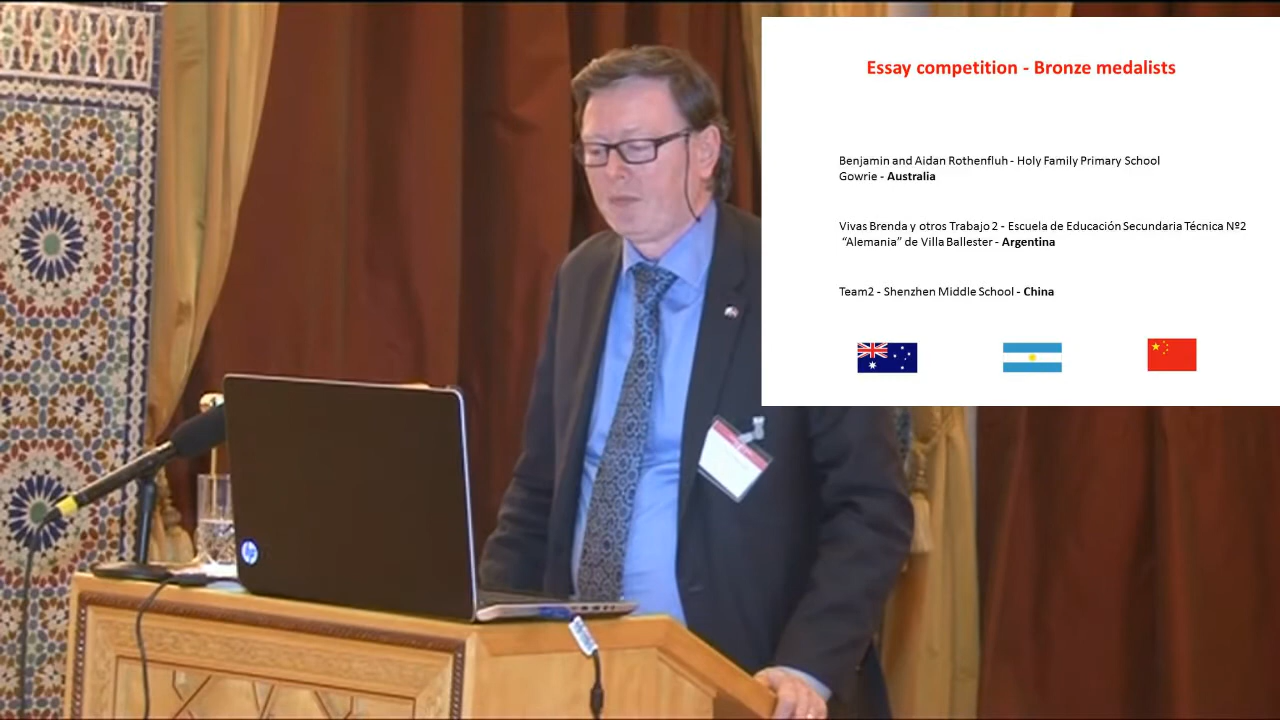 Essay competition - Bronze medalists
Benjamin and Aidan Rothenfluh - Holy Family Primary School
Gowrie - Australia
Vivas Brenda y otros Trabajo 2 - Escuela de Educación Secundaria Técnica Nº2
“Alemania” de Villa Ballester - Argentina
Team2 - Shenzhen Middle School - China
hp